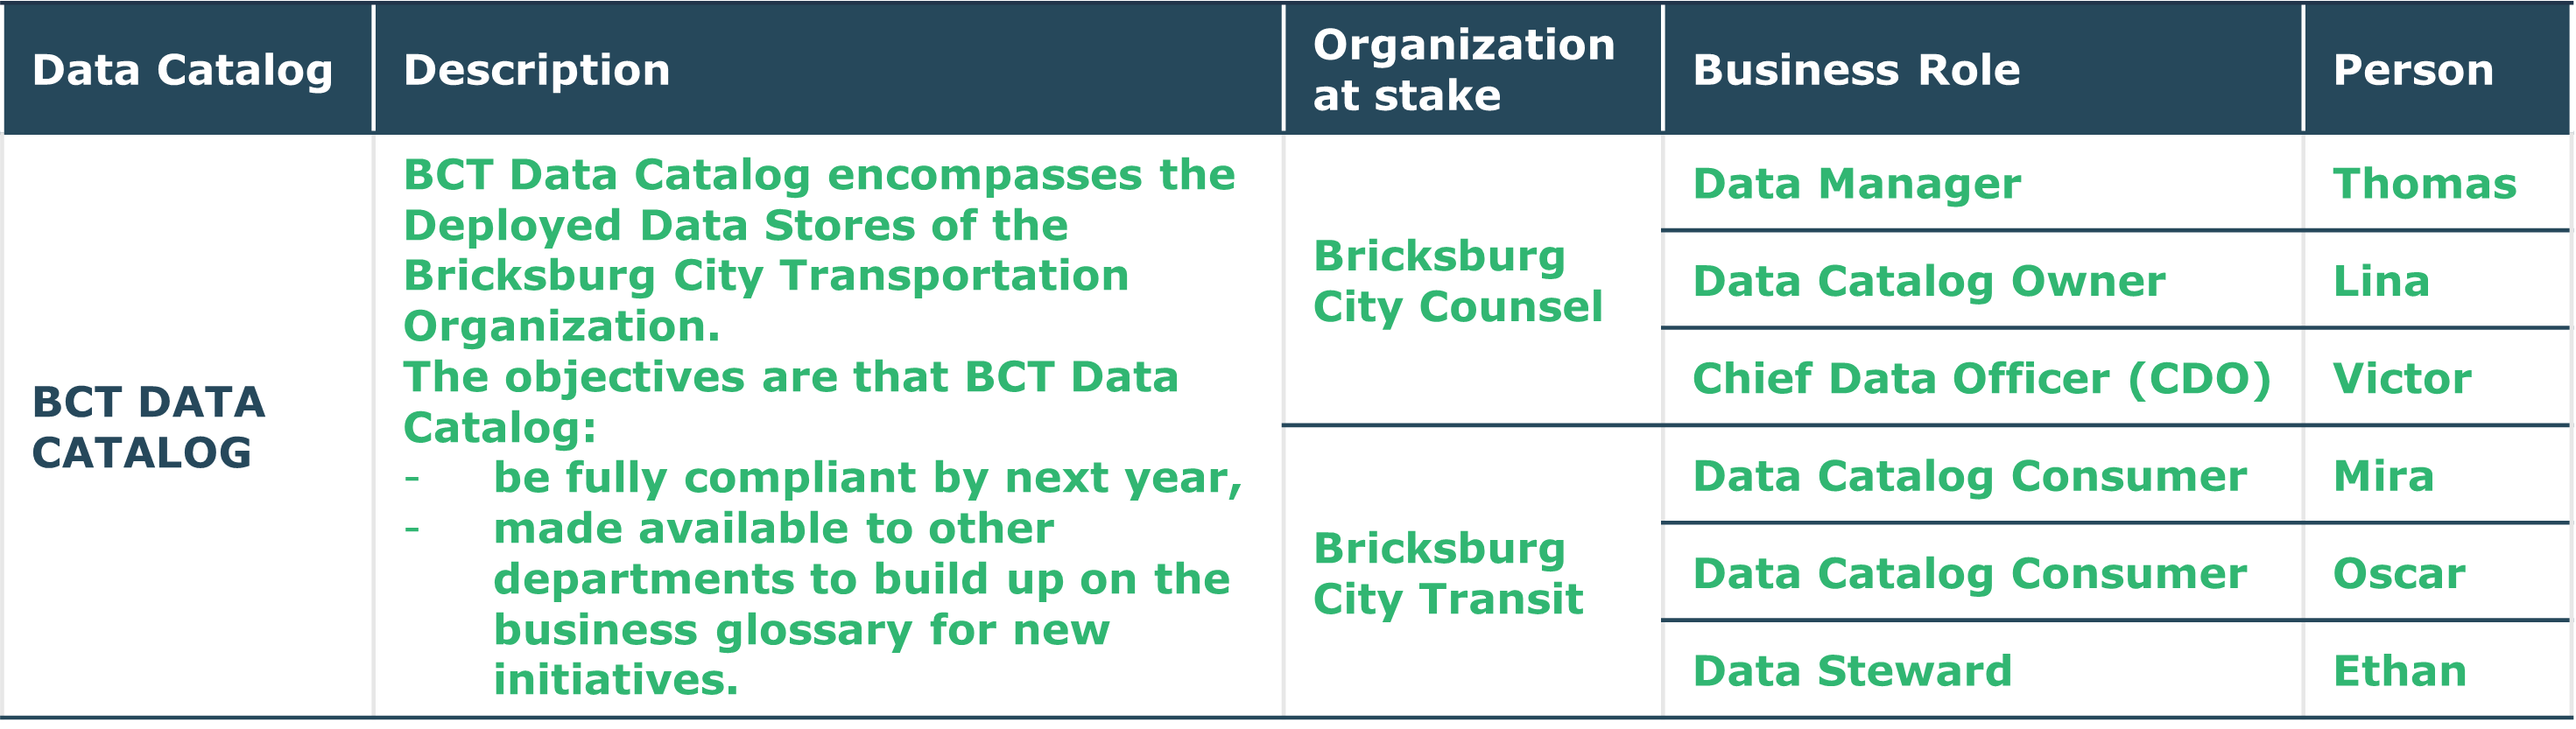 Data Catalog
Description
Organization
at stake
Business Role
Person
BCT DATA
CATALOG
BCT Data Catalog encompasses the
Deployed Data Stores of the
Bricksburg City Transportation
Organization.
The objectives are that BCT Data
Catalog:
- be fully compliant by next year,
- made available to other
departments to build up on the
business glossary for new
initiatives.
Bricksburg
City Counsel
Data Manager
Thomas
Data Catalog Owner
Lina
Chief Data Officer (CDO)
Victor
Bricksburg
City Transit
Data Catalog Consumer
Mira
Data Catalog Consumer
Oscar
Data Steward
Ethan